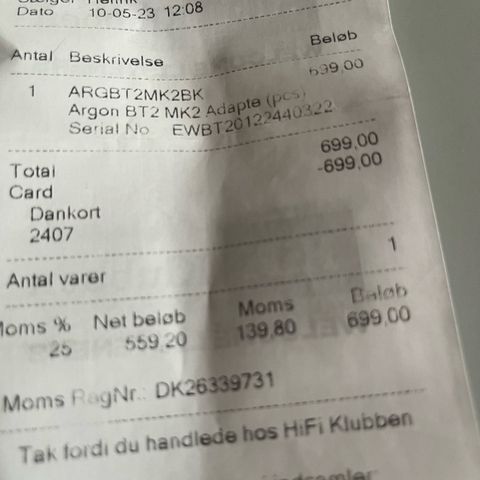 Dato 10-05-23 12:08
Antal Beskrivelse Beløb
1 ARGBT2MK2BK 699,00
Argon BT2 MK2 Adapte (pcs)
Serial No EWBT20122440322
Total 699,00
Card -699,00
Dankort
2407
Antal varer 1
Moms % Net beløb Moms Beløb
25 559,20 139,80 699,00
Moms RegNr.: DK26339731
Tak fordi du handlede hos HiFi Klubben